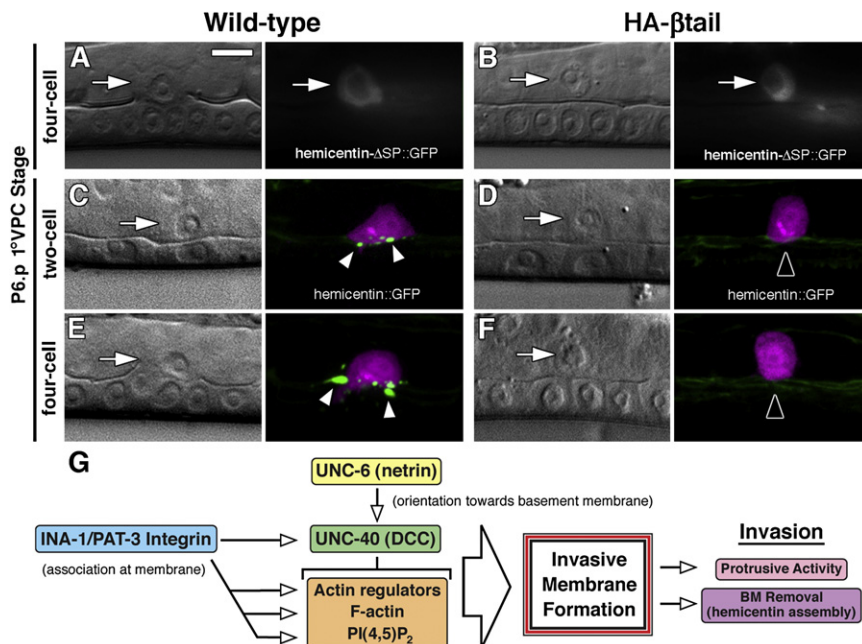 Wild-type
HA-βtail
P6.p 1°VPC Stage
four-cell
A
hemicentin-ΔSP::GFP
B
hemicentin-ΔSP::GFP
two-cell
C
hemicentin::GFP
D
hemicentin::GFP
four-cell
E
F
G
UNC-6 (netrin)
(orientation towards basement membrane)
INA-1/PAT-3 Integrin
(association at membrane)
UNC-40 (DCC)
Actin regulators
F-actin
PI(4,5)P₂
Invasive
Membrane
Formation
Invasion
Protrusive Activity
BM Removal
(hemicentin assembly)